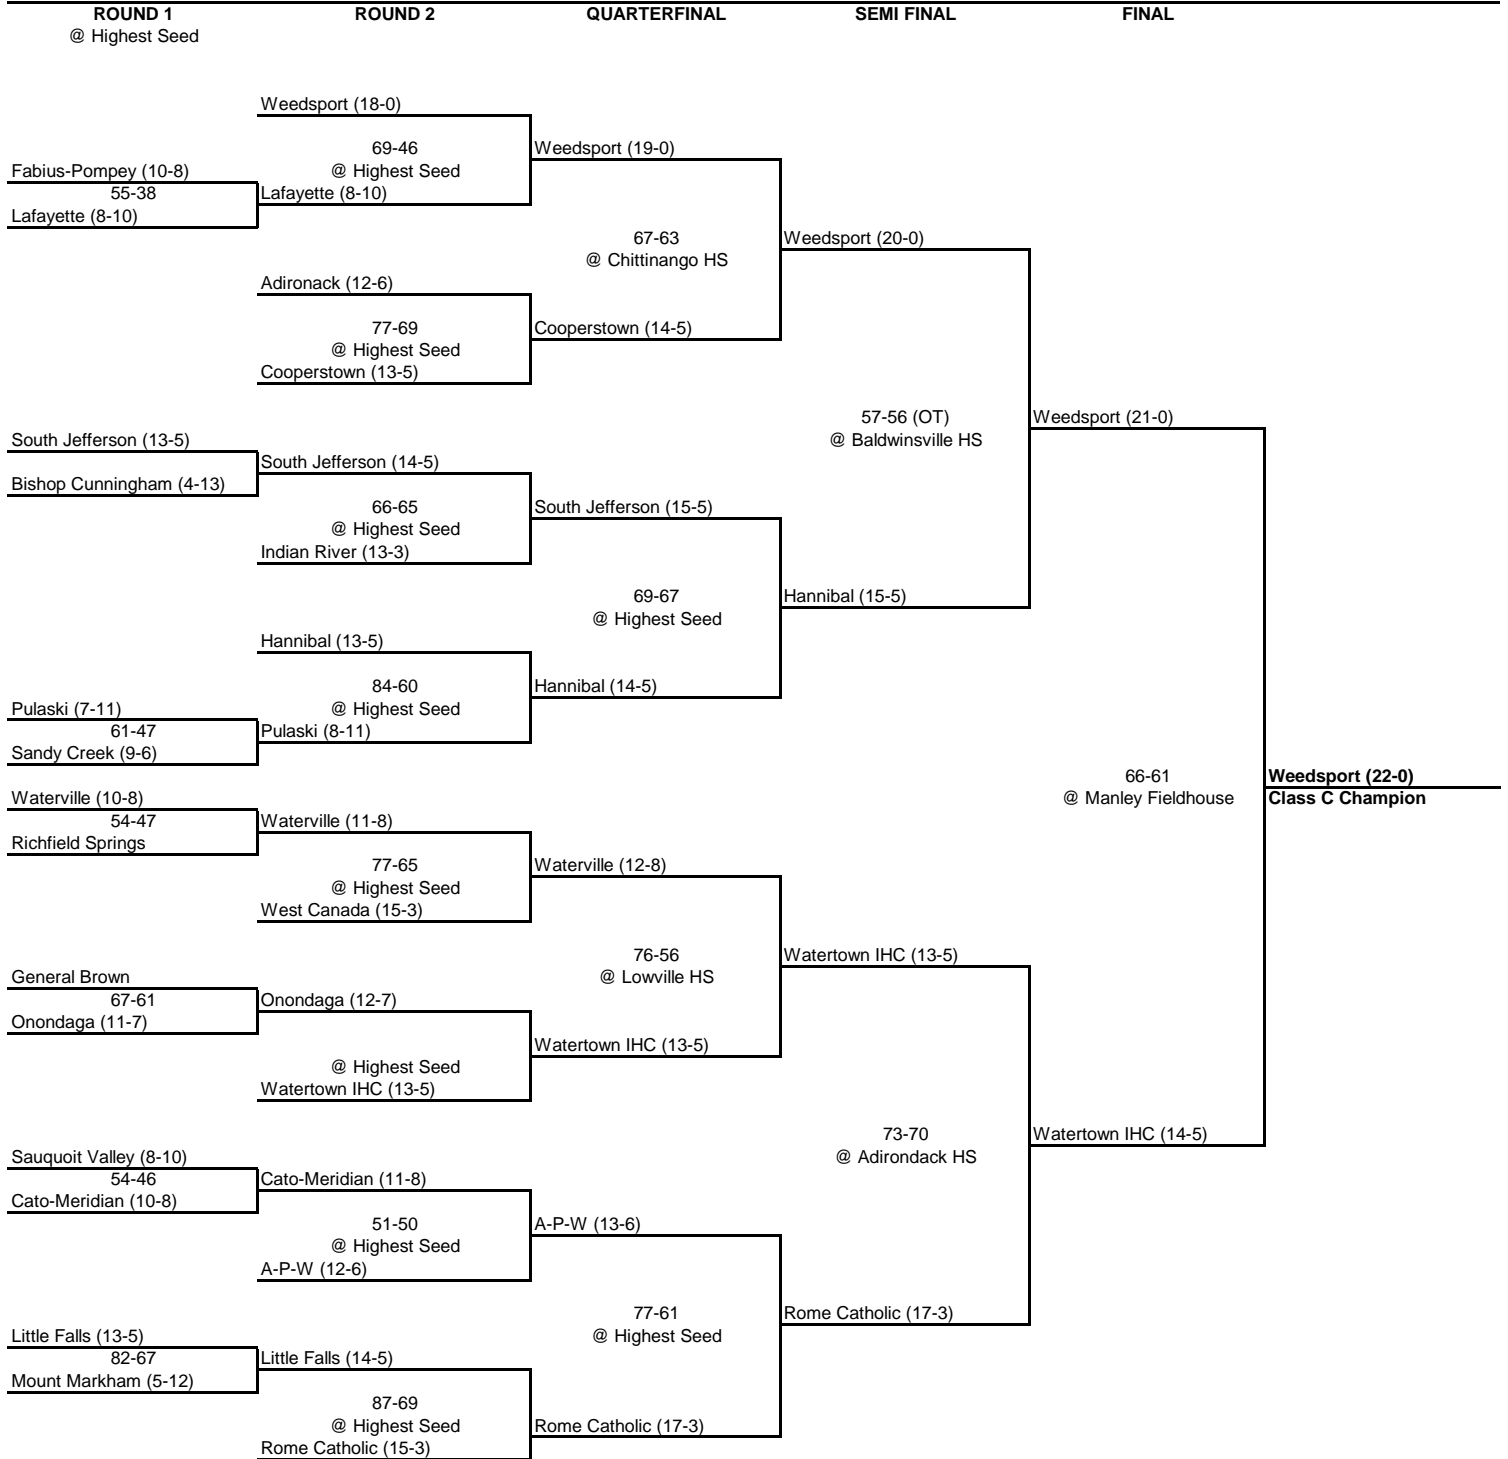 ROUND 1 ROUND 2 QUARTERFINAL SEMI FINAL FINAL
@ Highest Seed
Weedsport (18-0)
69-46 Weedsport (19-0)
Fabius-Pompey (10-8) @ Highest Seed
55-38 Lafayette (8-10)
Lafayette (8-10)
67-63 Weedsport (20-0)
@ Chittinango HS
Adironack (12-6)
77-69 Cooperstown (14-5)
@ Highest Seed
Cooperstown (13-5)
57-56 (OT) Weedsport (21-0)
South Jefferson (13-5) @ Baldwinsville HS
South Jefferson (14-5)
Bishop Cunningham (4-13)
66-65 South Jefferson (15-5)
@ Highest Seed
Indian River (13-3)
69-67 Hannibal (15-5)
@ Highest Seed
Hannibal (13-5)
84-60 Hannibal (14-5)
Pulaski (7-11) @ Highest Seed
61-47 Pulaski (8-11)
Sandy Creek (9-6)
66-61 Weedsport (22-0)
Waterville (10-8) @ Manley Fieldhouse Class C Champion
54-47 Waterville (11-8)
Richfield Springs
77-65 Waterville (12-8)
@ Highest Seed
West Canada (15-3)
76-56 Watertown IHC (13-5)
General Brown @ Lowville HS
67-61 Onondaga (12-7)
Onondaga (11-7)
Watertown IHC (13-5)
@ Highest Seed
Watertown IHC (13-5)
73-70 Watertown IHC (14-5)
Sauquoit Valley (8-10) @ Adirondack HS
54-46 Cato-Meridian (11-8)
Cato-Meridian (10-8)
51-50 A-P-W (13-6)
@ Highest Seed
A-P-W (12-6)
77-61 Rome Catholic (17-3)
Little Falls (13-5) @ Highest Seed
82-67 Little Falls (14-5)
Mount Markham (5-12)
87-69
@ Highest Seed Rome Catholic (17-3)
Rome Catholic (15-3)